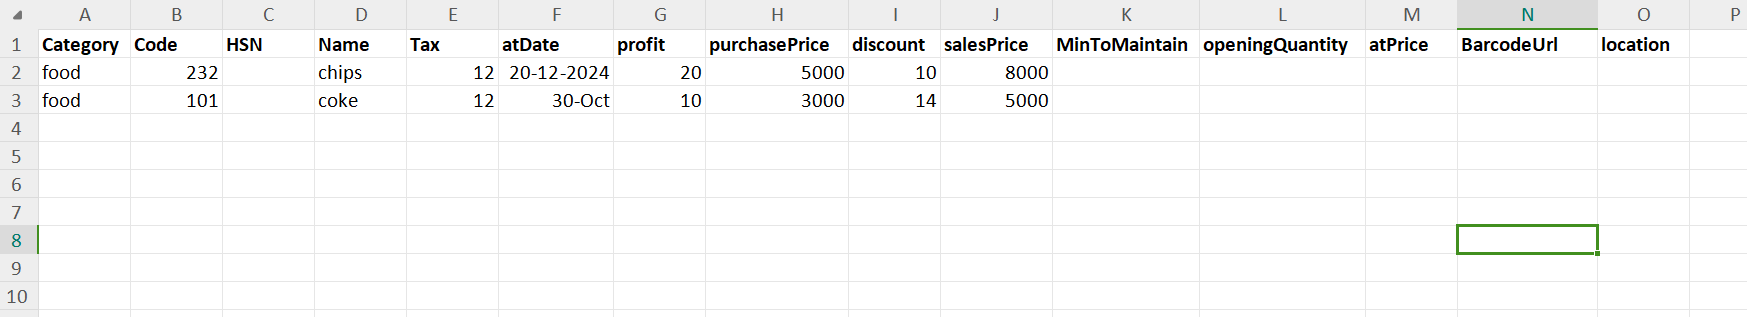 A B C D E F G H I J K L M N O P
1 Category Code HSN Name Tax atDate profit purchasePrice discount salesPrice MinToMaintain openingQuantity atPrice BarcodeUrl location
2 food 232 chips 12 20-12-2024 20 5000 10 8000
3 food 101 coke 12 30-Oct 10 3000 14 5000
4
5
6
7
8
9
10